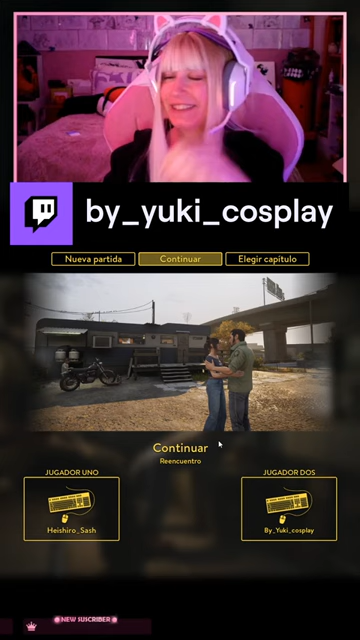 by_yuki_cosplay
Nueva partida
Continuar
Elegir capítulo
Continuar
Reencuentro
JUGADOR UNO
JUGADOR DOS
Heishiro_Sash
By_Yuki_cosplay
NEW SUSCRIBER